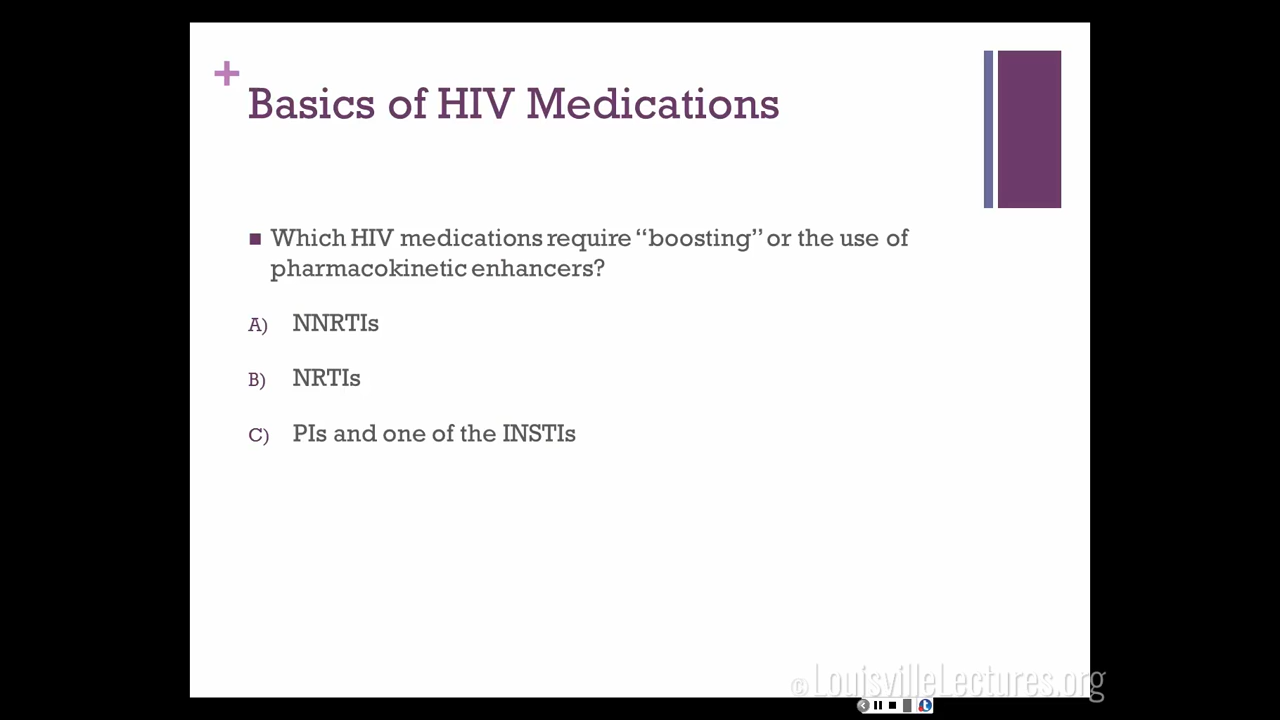 +
Basics of HIV Medications
■ Which HIV medications require “boosting” or the use of
pharmacokinetic enhancers?
A) NNRTIs
B) NRTIs
C) PIs and one of the INSTIs
© LouisvilleLectures.org